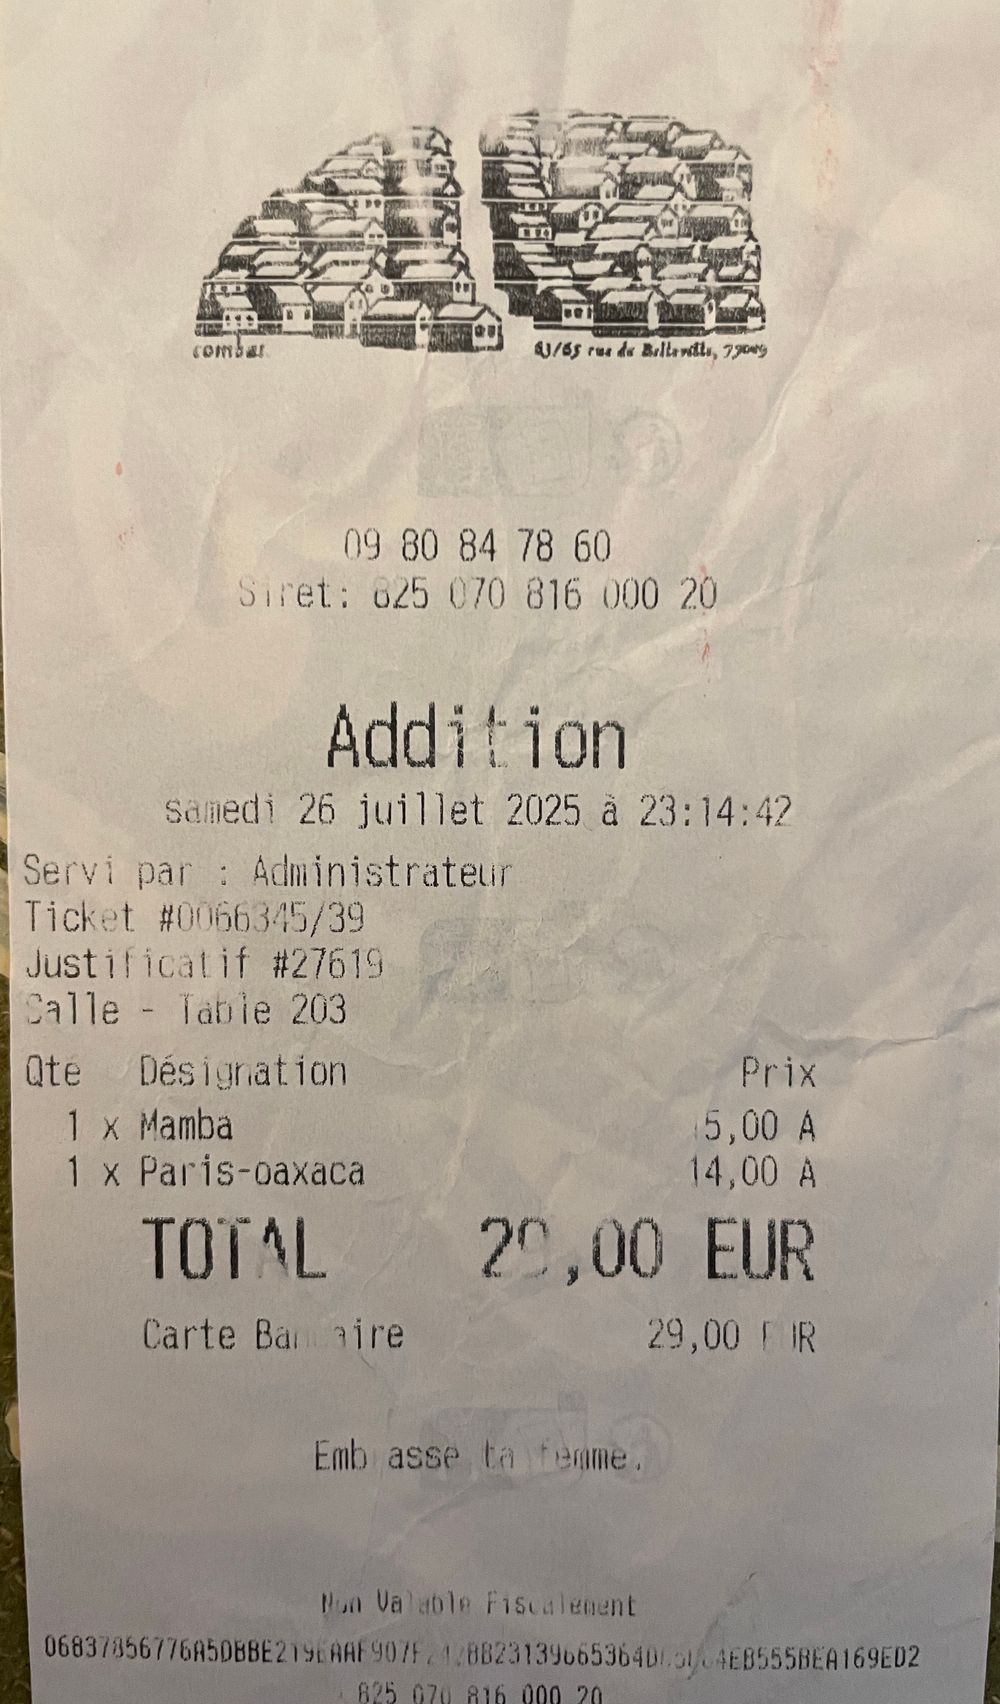 combat
63/65 rue de Belleville, 75019
09 80 84 78 60
Siret: 825 070 816 000 20
Addition
samedi 26 juillet 2025 à 23:14:42
Servi par : Administrateur
Ticket #0066345/39
Justificatif #27619
Salle - Table 203
Qté Désignation Prix
1 x Mamba 15,00 A
1 x Paris-oaxaca 14,00 A
TOTAL 29,00 EUR
Carte Bancaire 29,00 EUR
Embrasse ta femme.
Non Valable Fiscalement
825 070 816 000 20